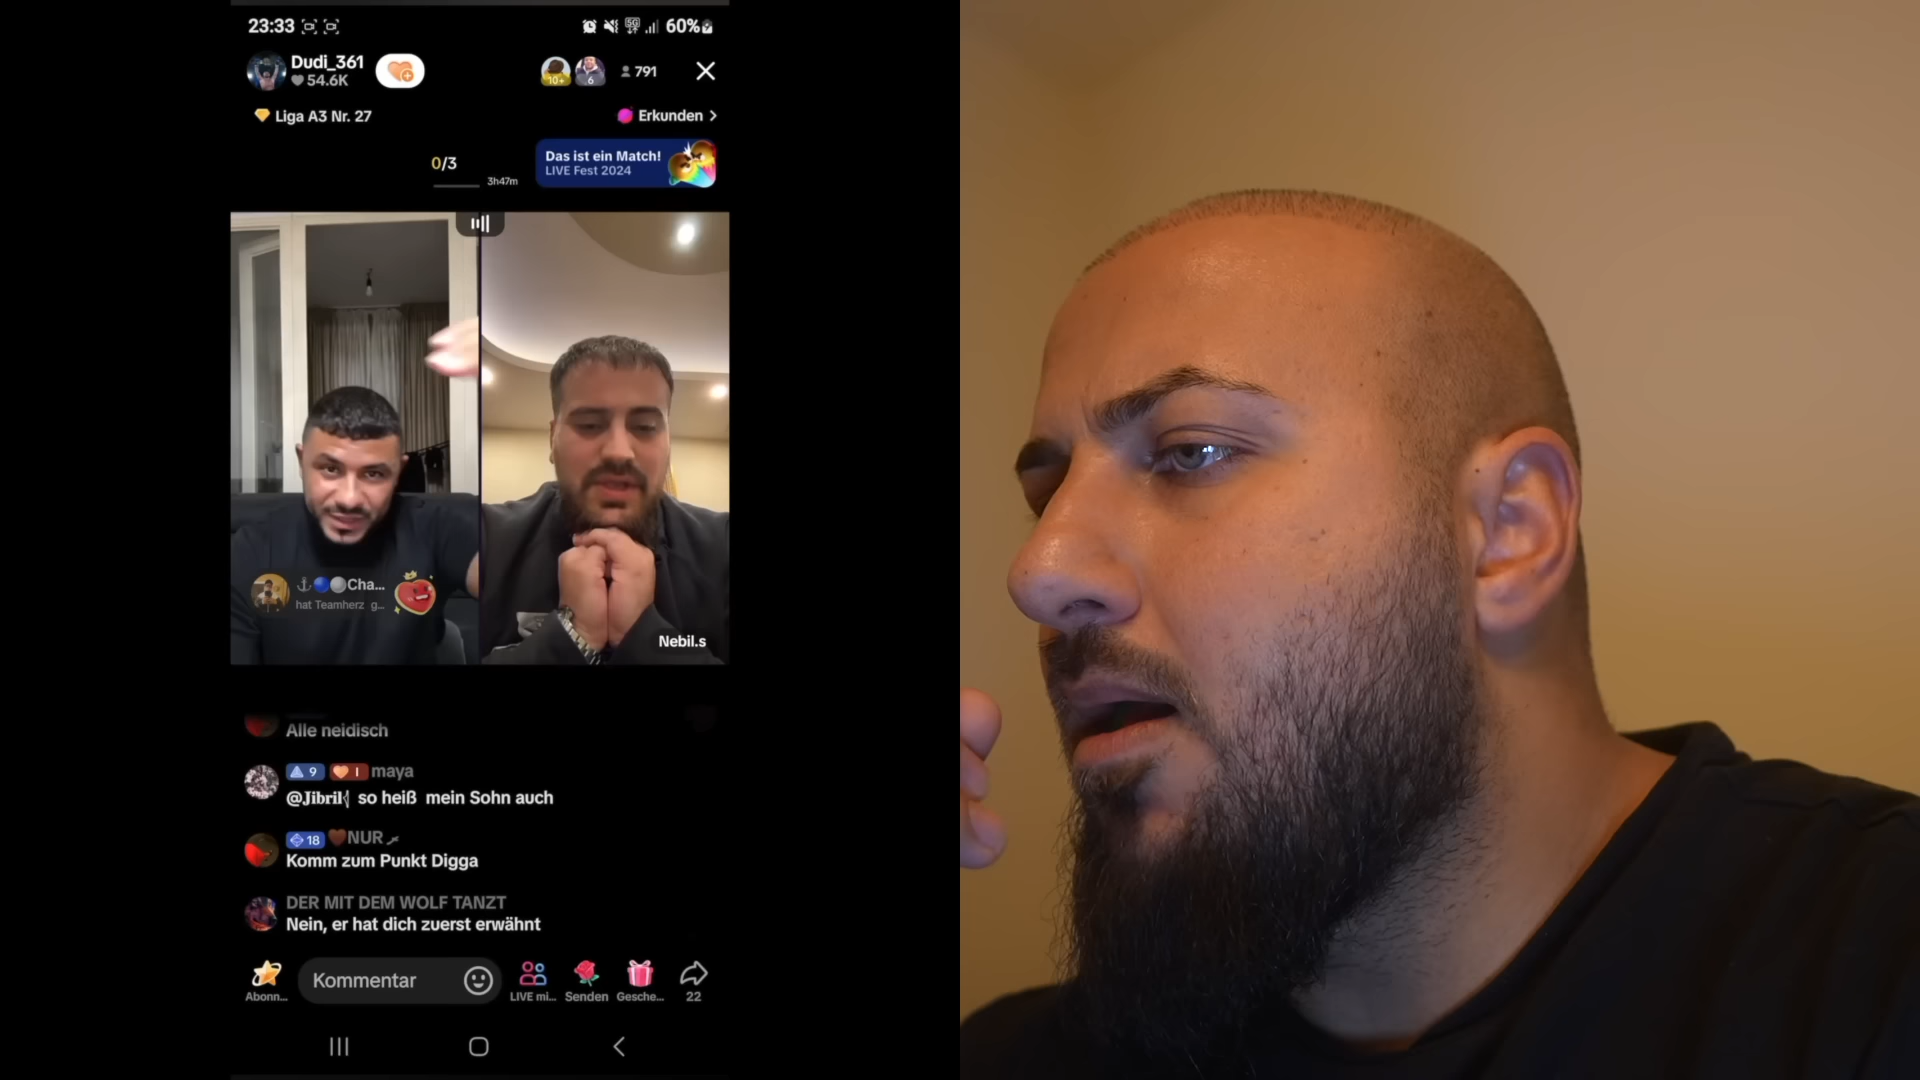 23:33
5G
60%
Dudi_361
54.6K
10+
6
791
Liga A3 Nr. 27
Erkunden
0/3
3h47m
Das ist ein Match!
LIVE Fest 2024
Cha...
hat Teamherz g...
Nebil.s
Alle neidisch
9 I maya
@Jibril so heiß mein Sohn auch
18 NUR
Komm zum Punkt Digga
DER MIT DEM WOLF TANZT
Nein, er hat dich zuerst erwähnt
Kommentar
Abonn...
LIVE mi...
Senden
Gesche...
22